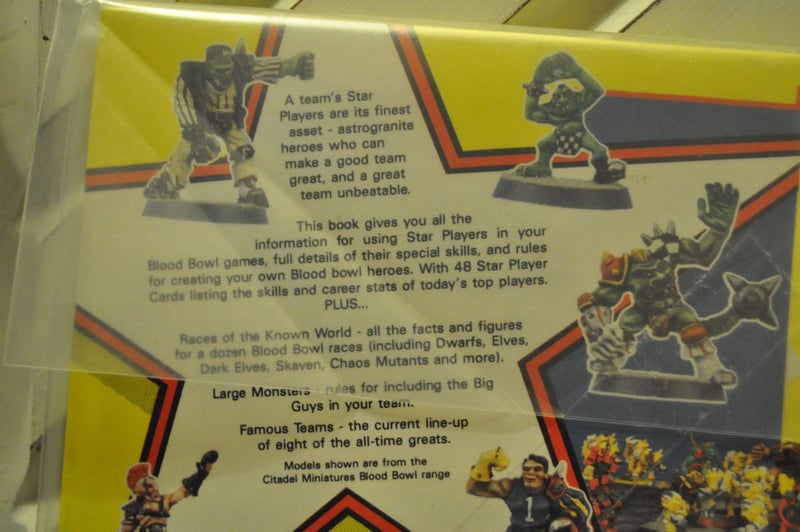 A team's Star
Players are its finest
asset - astrogranite
heroes who can
make a good team
great, and a great
team unbeatable.
This book gives you all the
information for using Star Players in your
Blood Bowl games, full details of their special skills, and rules
for creating your own Blood bowl heroes. With 48 Star Player
Cards listing the skills and career stats of today's top players.
PLUS...
Races of the Known World - all the facts and figures
for a dozen Blood Bowl races (including Dwarfs, Elves,
Dark Elves, Skaven, Chaos Mutants and more).
Large Monsters - rules for including the Big
Guys in your team.
Famous Teams - the current line-up
of eight of the all-time greats.
Models shown are from the
Citadel Miniatures Blood Bowl range
1